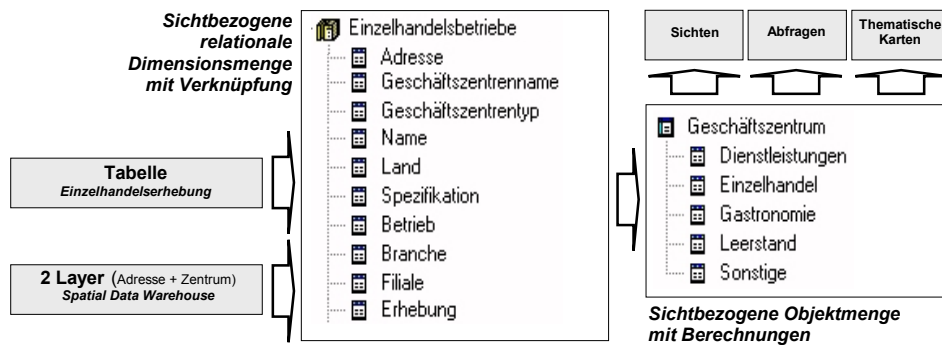 Sichtbezogene
relationale
Dimensionsmenge
mit Verknüpfung
Tabelle
Einzelhandelserhebung
2 Layer (Adresse + Zentrum)
Spatial Data Warehouse
Einzelhandelsbetriebe
Adresse
Geschäftszentrenname
Geschäftszentrentyp
Name
Land
Spezifikation
Betrieb
Branche
Filiale
Erhebung
Sichten
Abfragen
Thematische
Karten
Geschäftszentrum
Dienstleistungen
Einzelhandel
Gastronomie
Leerstand
Sonstige
Sichtbezogene Objektmenge
mit Berechnungen